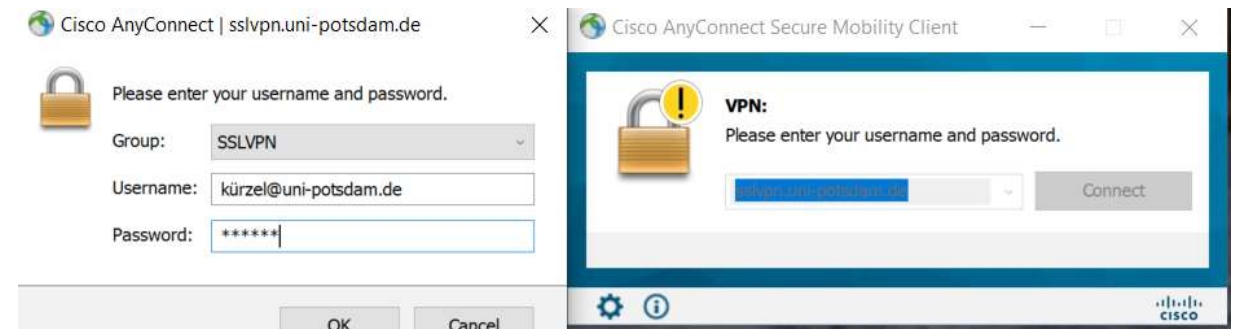 Cisco AnyConnect | sslvpn.uni-potsdam.de
Please enter your username and password.
Group: SSLVPN
Username: kürzel@uni-potsdam.de
Password: ******
OK Cancel
Cisco AnyConnect Secure Mobility Client
VPN:
Please enter your username and password.
sslvpn.uni-potsdam.de Connect
CISCO